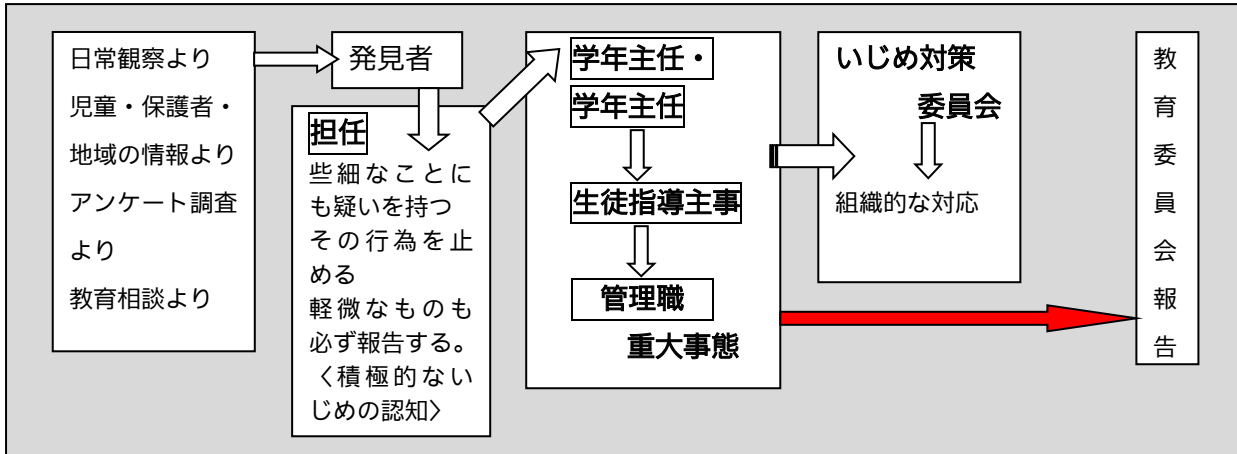 日常観察より
児童・保護者・
地域の情報より
アンケート調査
より
教育相談より
発見者
担任
些細なことに
も疑いを持つ
その行為を止
める
軽微なものも
必ず報告する。
〈積極的ない
じめの認知〉
学年主任・
学年主任
生徒指導主事
管理職
重大事態
いじめ対策
委員会
組織的な対応
教
育
委
員
会
報
告